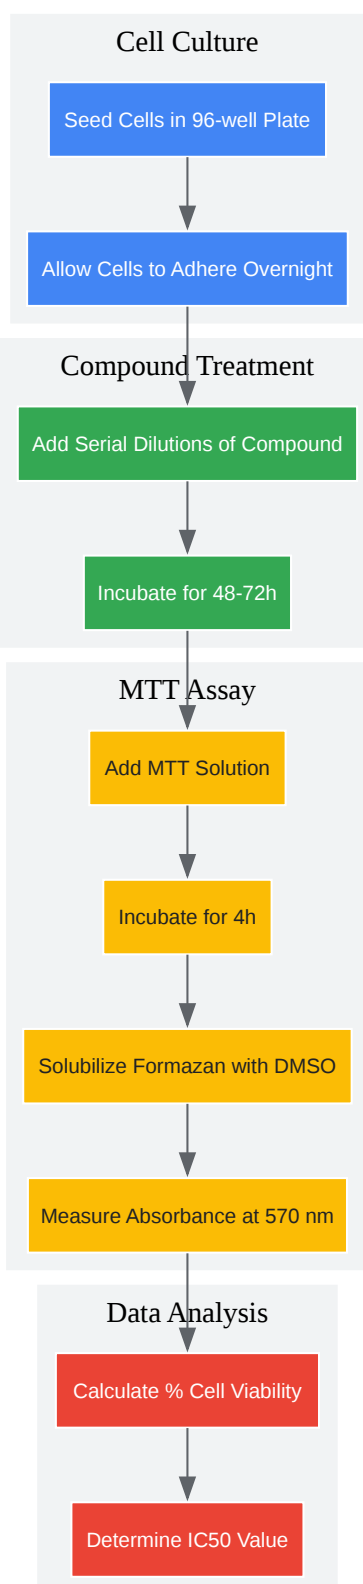 Cell Culture
Seed Cells in 96-well Plate
Allow Cells to Adhere Overnight
Compound Treatment
Add Serial Dilutions of Compound
Incubate for 48-72h
MTT Assay
Add MTT Solution
Incubate for 4h
Solubilize Formazan with DMSO
Measure Absorbance at 570 nm
Data Analysis
Calculate % Cell Viability
Determine IC50 Value